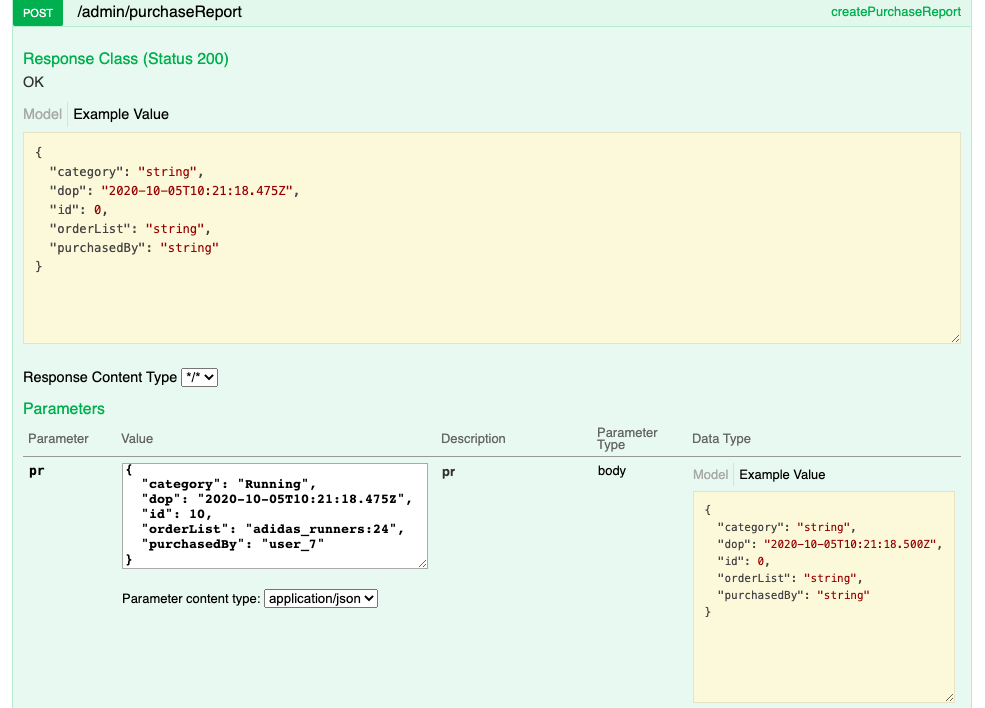 POST /admin/purchaseReport createPurchaseReport
Response Class (Status 200)
OK
Model Example Value
{
"category": "string",
"dop": "2020-10-05T10:21:18.475Z",
"id": 0,
"orderList": "string",
"purchasedBy": "string"
}
Response Content Type */*
Parameters
Parameter Value Description Parameter Type Data Type
pr
{
"category": "Running",
"dop": "2020-10-05T10:21:18.475Z",
"id": 10,
"orderList": "adidas_runners:24",
"purchasedBy": "user_7"
}
Parameter content type: application/json
pr
body
Model Example Value
{
"category": "string",
"dop": "2020-10-05T10:21:18.500Z",
"id": 0,
"orderList": "string",
"purchasedBy": "string"
}